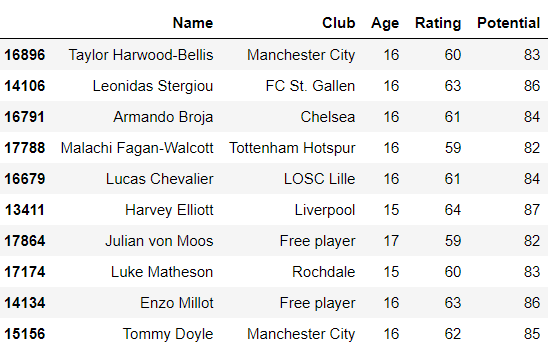 Name Club Age Rating Potential
16896 Taylor Harwood-Bellis Manchester City 16 60 83
14106 Leonidas Stergiou FC St. Gallen 16 63 86
16791 Armando Broja Chelsea 16 61 84
17788 Malachi Fagan-Walcott Tottenham Hotspur 16 59 82
16679 Lucas Chevalier LOSC Lille 16 61 84
13411 Harvey Elliott Liverpool 15 64 87
17864 Julian von Moos Free player 17 59 82
17174 Luke Matheson Rochdale 15 60 83
14134 Enzo Millot Free player 16 63 86
15156 Tommy Doyle Manchester City 16 62 85